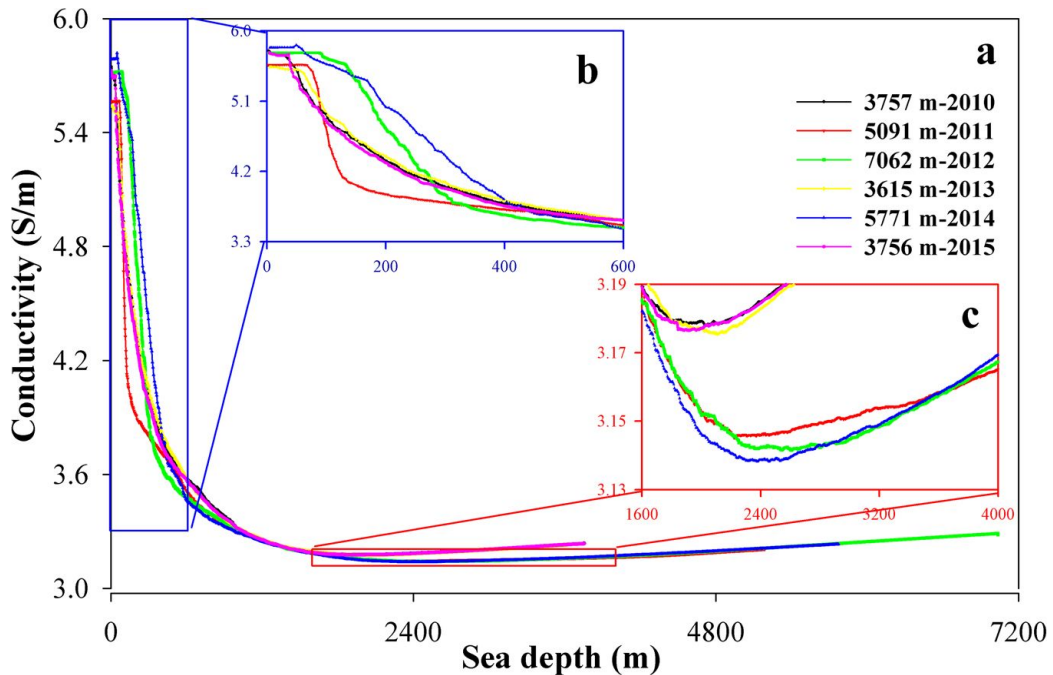 6.0
5.4
4.8
4.2
3.6
3.0
Conductivity (S/m)
0
2400
4800
7200
Sea depth (m)
a
3757 m-2010
5091 m-2011
7062 m-2012
3615 m-2013
5771 m-2014
3756 m-2015
b
6.0
5.1
4.2
3.3
0
200
400
600
c
3.19
3.17
3.15
3.13
1600
2400
3200
4000